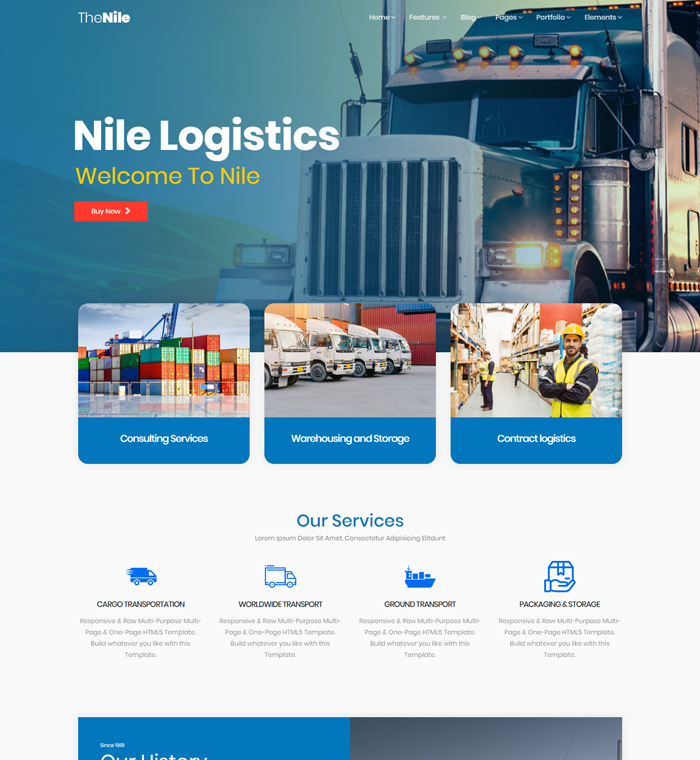 TheNile
Home Features Blog Pages Portfolio Elements
Nile Logistics
Welcome To Nile
Buy Now
Consulting Services
Warehousing and Storage
Contract logistics
Our Services
Lorem Ipsum Dolor Sit Amet, Consectetur Adipisicing Elitdunt
CARGO TRANSPORTATION
Responsive & Raw Multi-Purpose Multi-
Page & One-Page HTML5 Template.
Build whatever you like with this
Template.
WORLDWIDE TRANSPORT
Responsive & Raw Multi-Purpose Multi-
Page & One-Page HTML5 Template.
Build whatever you like with this
Template.
GROUND TRANSPORT
Responsive & Raw Multi-Purpose Multi-
Page & One-Page HTML5 Template.
Build whatever you like with this
Template.
PACKAGING & STORAGE
Responsive & Raw Multi-Purpose Multi-
Page & One-Page HTML5 Template.
Build whatever you like with this
Template.
Since 1991
Our History